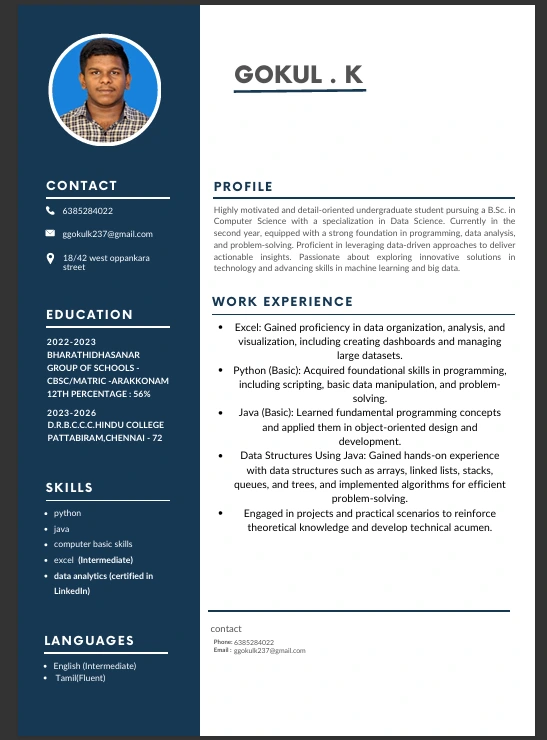 GOKUL . K
CONTACT
6385284022
ggokulk237@gmail.com
18/42 west oppankara
street
EDUCATION
2022-2023
BHARATHIDHASANAR
GROUP OF SCHOOLS -
CBSC/MATRIC -ARAKKONAM
12TH PERCENTAGE : 56%
2023-2026
D.R.B.C.C.C.HINDU COLLEGE
PATTABIRAM,CHENNAI - 72
SKILLS
• python
• java
• computer basic skills
• excel (Intermediate)
• data analytics (certified in
LinkedIn)
LANGUAGES
• English (Intermediate)
• Tamil(Fluent)
PROFILE
Highly motivated and detail-oriented undergraduate student pursuing a B.Sc. in
Computer Science with a specialization in Data Science. Currently in the
second year, equipped with a strong foundation in programming, data analysis,
and problem-solving. Proficient in leveraging data-driven approaches to deliver
actionable insights. Passionate about exploring innovative solutions in
technology and advancing skills in machine learning and big data.
WORK EXPERIENCE
• Excel: Gained proficiency in data organization, analysis, and
visualization, including creating dashboards and managing
large datasets.
• Python (Basic): Acquired foundational skills in programming,
including scripting, basic data manipulation, and problem-
solving.
• Java (Basic): Learned fundamental programming concepts
and applied them in object-oriented design and
development.
• Data Structures Using Java: Gained hands-on experience
with data structures such as arrays, linked lists, stacks,
queues, and trees, and implemented algorithms for efficient
problem-solving.
• Engaged in projects and practical scenarios to reinforce
theoretical knowledge and develop technical acumen.
contact
Phone: 6385284022
Email : ggokulk237@gmail.com